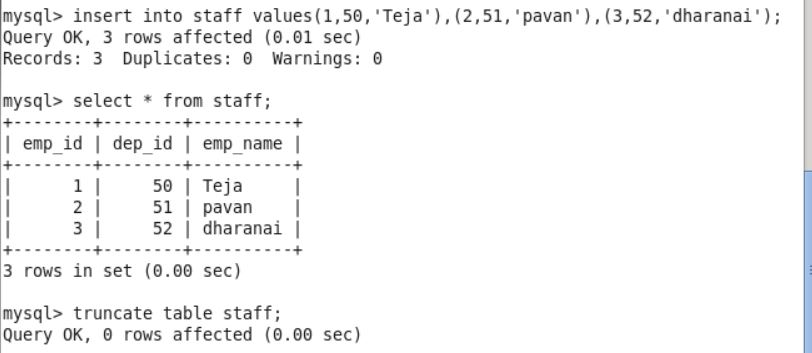 mysql> insert into staff values(1,50,'Teja'),(2,51,'pavan'),(3,52,'dharanai');
Query OK, 3 rows affected (0.01 sec)
Records: 3  Duplicates: 0  Warnings: 0

mysql> select * from staff;
+--------+--------+----------+
| emp_id | dep_id | emp_name |
+--------+--------+----------+
|      1 |     50 | Teja     |
|      2 |     51 | pavan    |
|      3 |     52 | dharanai |
+--------+--------+----------+
3 rows in set (0.00 sec)

mysql> truncate table staff;
Query OK, 0 rows affected (0.00 sec)